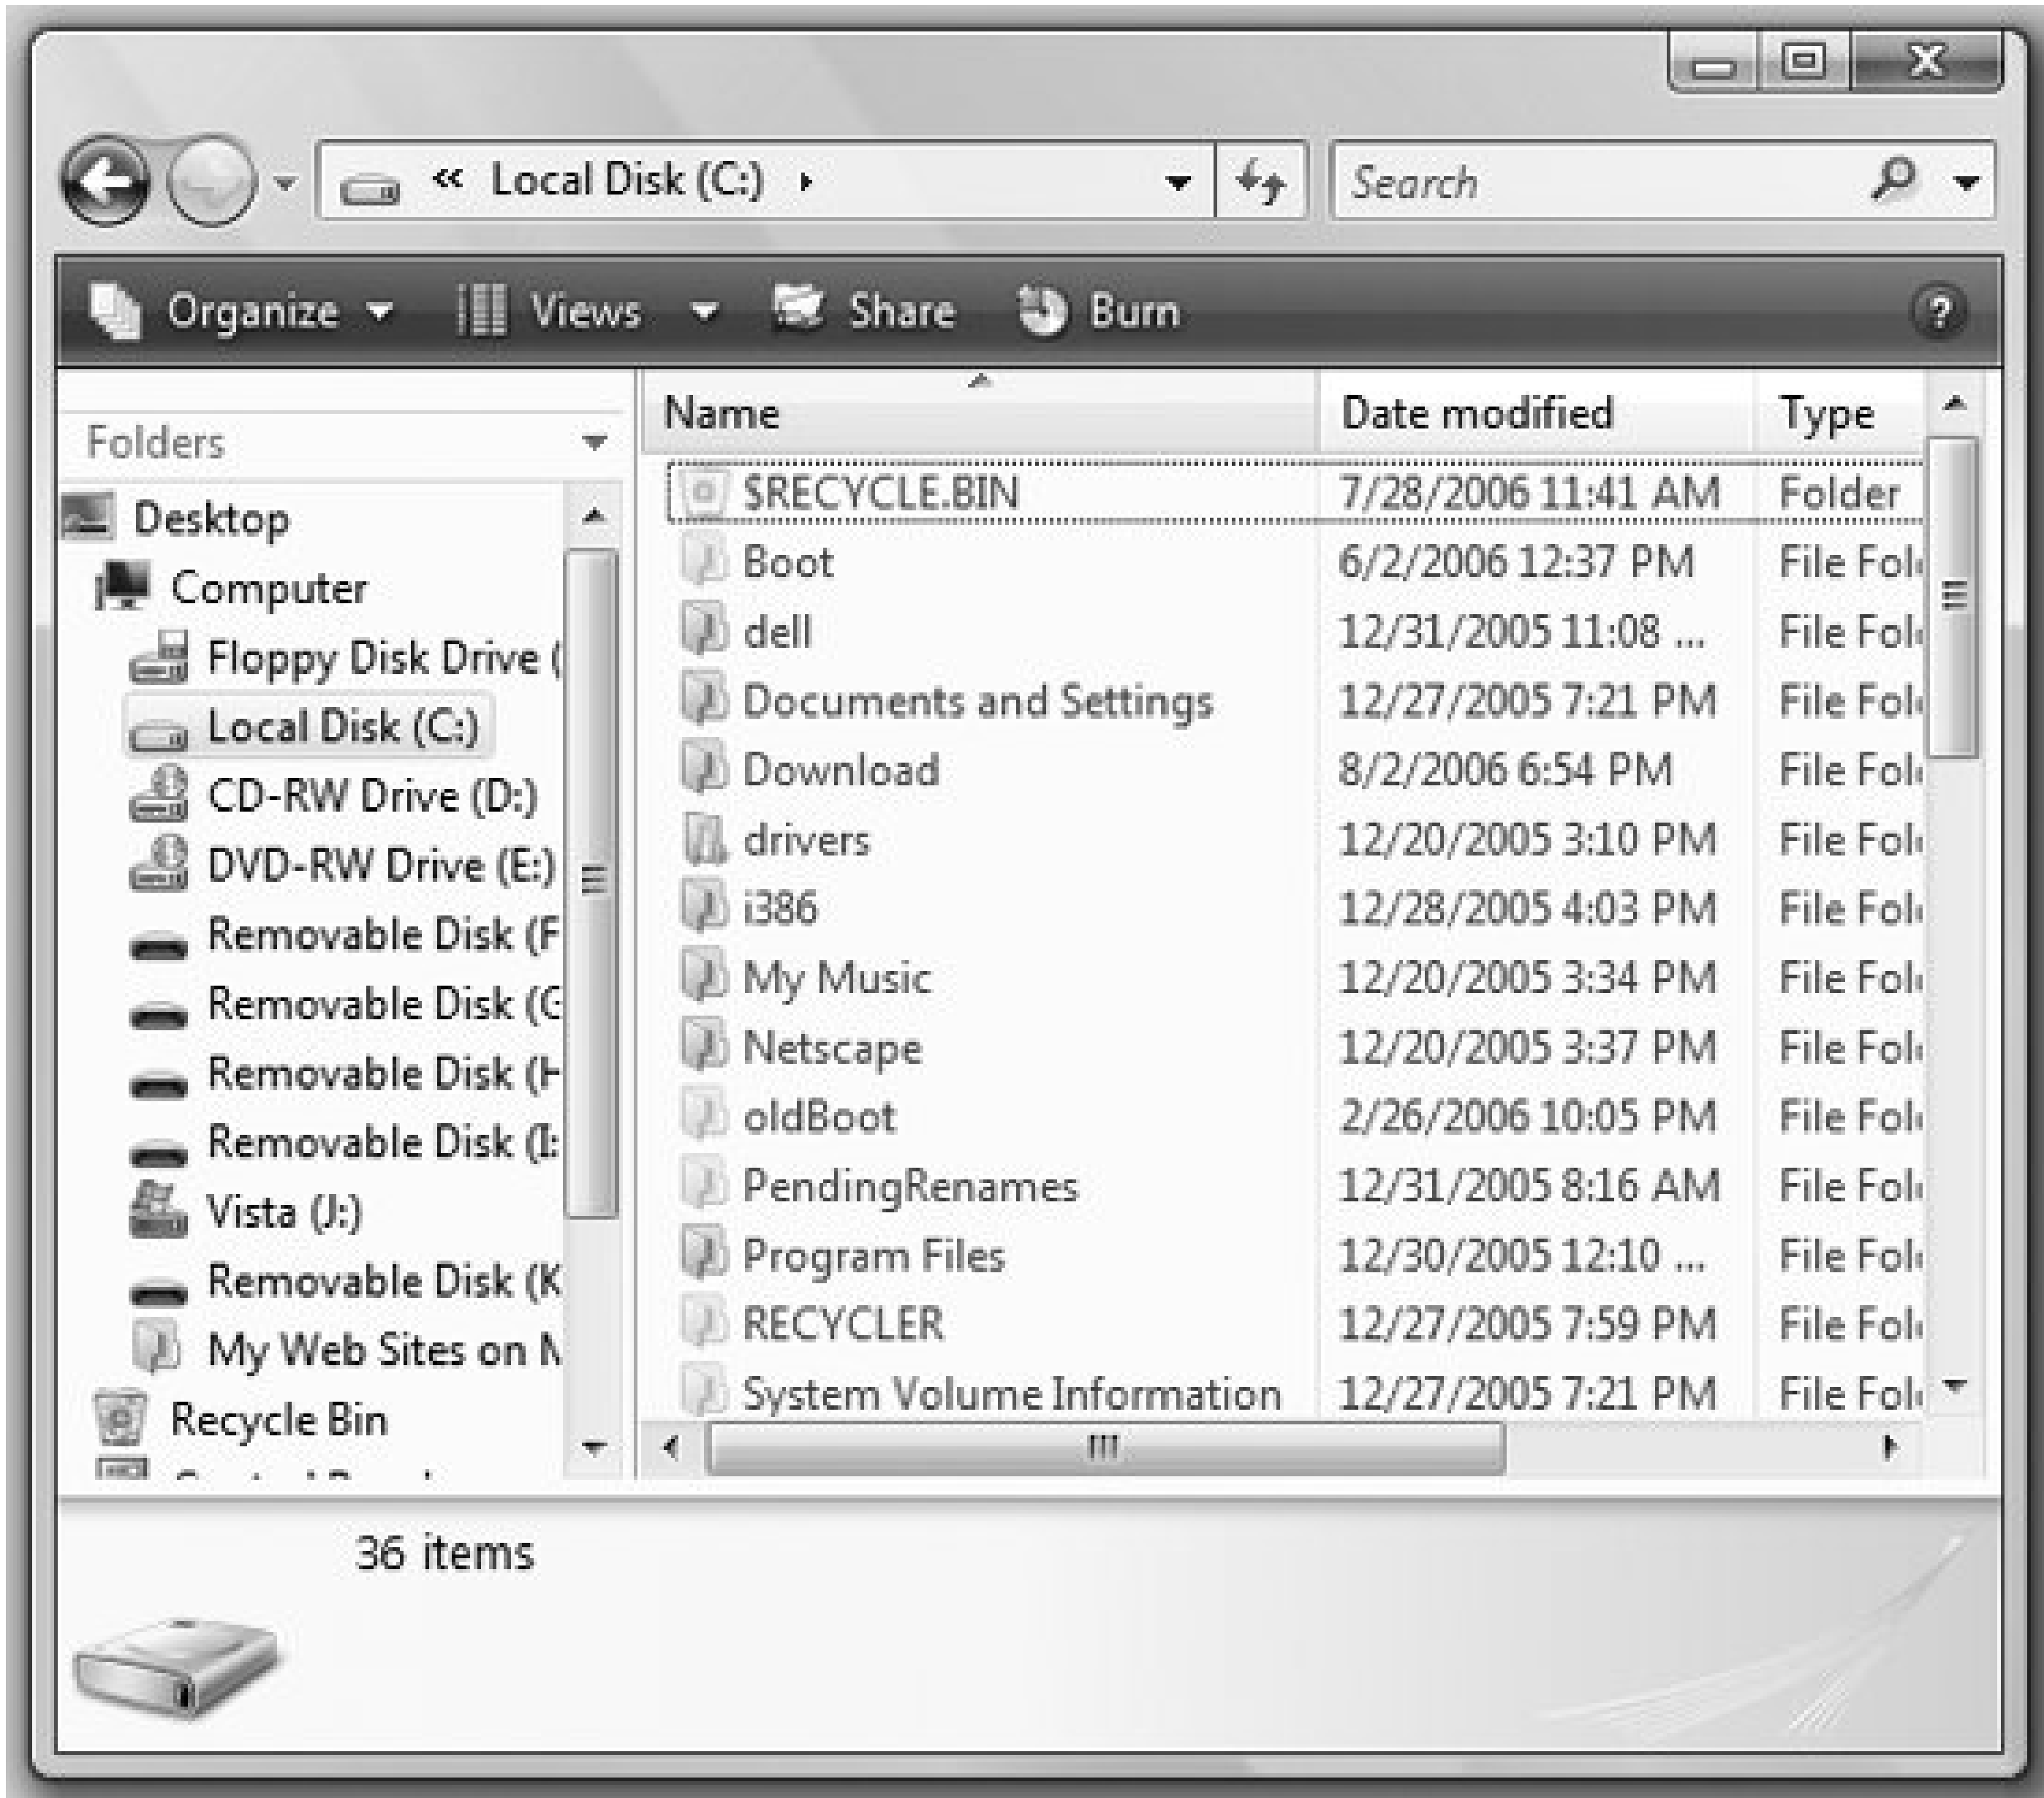 « Local Disk (C:)
Search
Organize Views Share Burn ?
Folders
Desktop
Computer
Floppy Disk Drive (
Local Disk (C:)
CD-RW Drive (D:)
DVD-RW Drive (E:)
Removable Disk (F
Removable Disk (G
Removable Disk (H
Removable Disk (I:
Vista (J:)
Removable Disk (K
My Web Sites on M
Recycle Bin
Name Date modified Type
$RECYCLE.BIN 7/28/2006 11:41 AM Folder
Boot 6/2/2006 12:37 PM File Fol
dell 12/31/2005 11:08 ... File Fol
Documents and Settings 12/27/2005 7:21 PM File Fol
Download 8/2/2006 6:54 PM File Fol
drivers 12/20/2005 3:10 PM File Fol
i386 12/28/2005 4:03 PM File Fol
My Music 12/20/2005 3:34 PM File Fol
Netscape 12/20/2005 3:37 PM File Fol
oldBoot 2/26/2006 10:05 PM File Fol
PendingRenames 12/31/2005 8:16 AM File Fol
Program Files 12/30/2005 12:10 ... File Fol
RECYCLER 12/27/2005 7:59 PM File Fol
System Volume Information 12/27/2005 7:21 PM File Fol
36 items